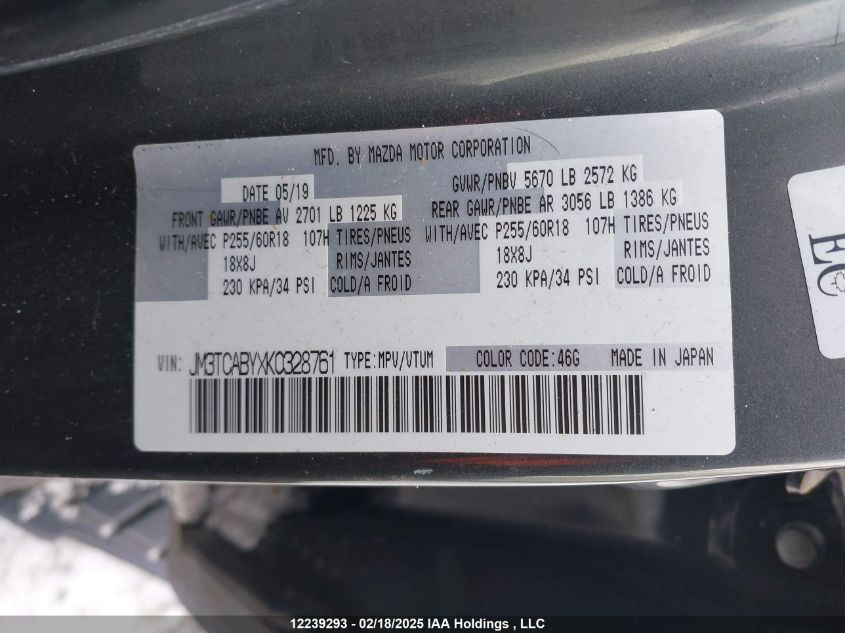 MFD. BY MAZDA MOTOR CORPORATION
DATE 05/19
GVWR/PNBV 5670 LB 2572 KG
FRONT GAWR/PNBE AV 2701 LB 1225 KG
REAR GAWR/PNBE AR 3056 LB 1386 KG
WITH/AVEC P255/60R18 107H TIRES/PNEUS
WITH/AVEC P255/60R18 107H TIRES/PNEUS
18X8J RIMS/JANTES
18X8J RIMS/JANTES
230 KPA/34 PSI COLD/A FROID
230 KPA/34 PSI COLD/A FROID
VIN: JM3TCABYXK0328761 TYPE:MPV/VTUM COLOR CODE:46G MADE IN JAPAN
EC
12239293 - 02/18/2025 IAA Holdings , LLC